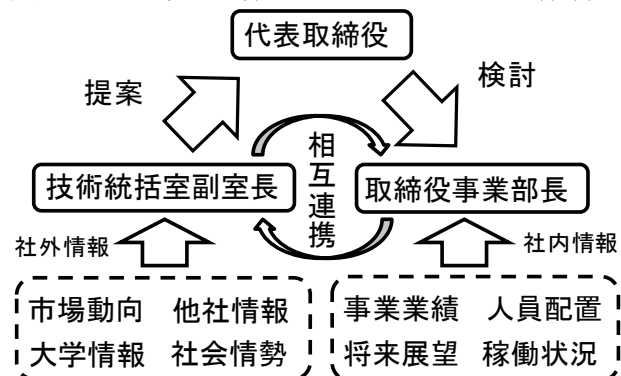 代表取締役
提案
検討
相互連携
技術統括室副室長
取締役事業部長
社外情報
社内情報
市場動向 他社情報
大学情報 社会情勢
事業業績 人員配置
将来展望 稼働状況